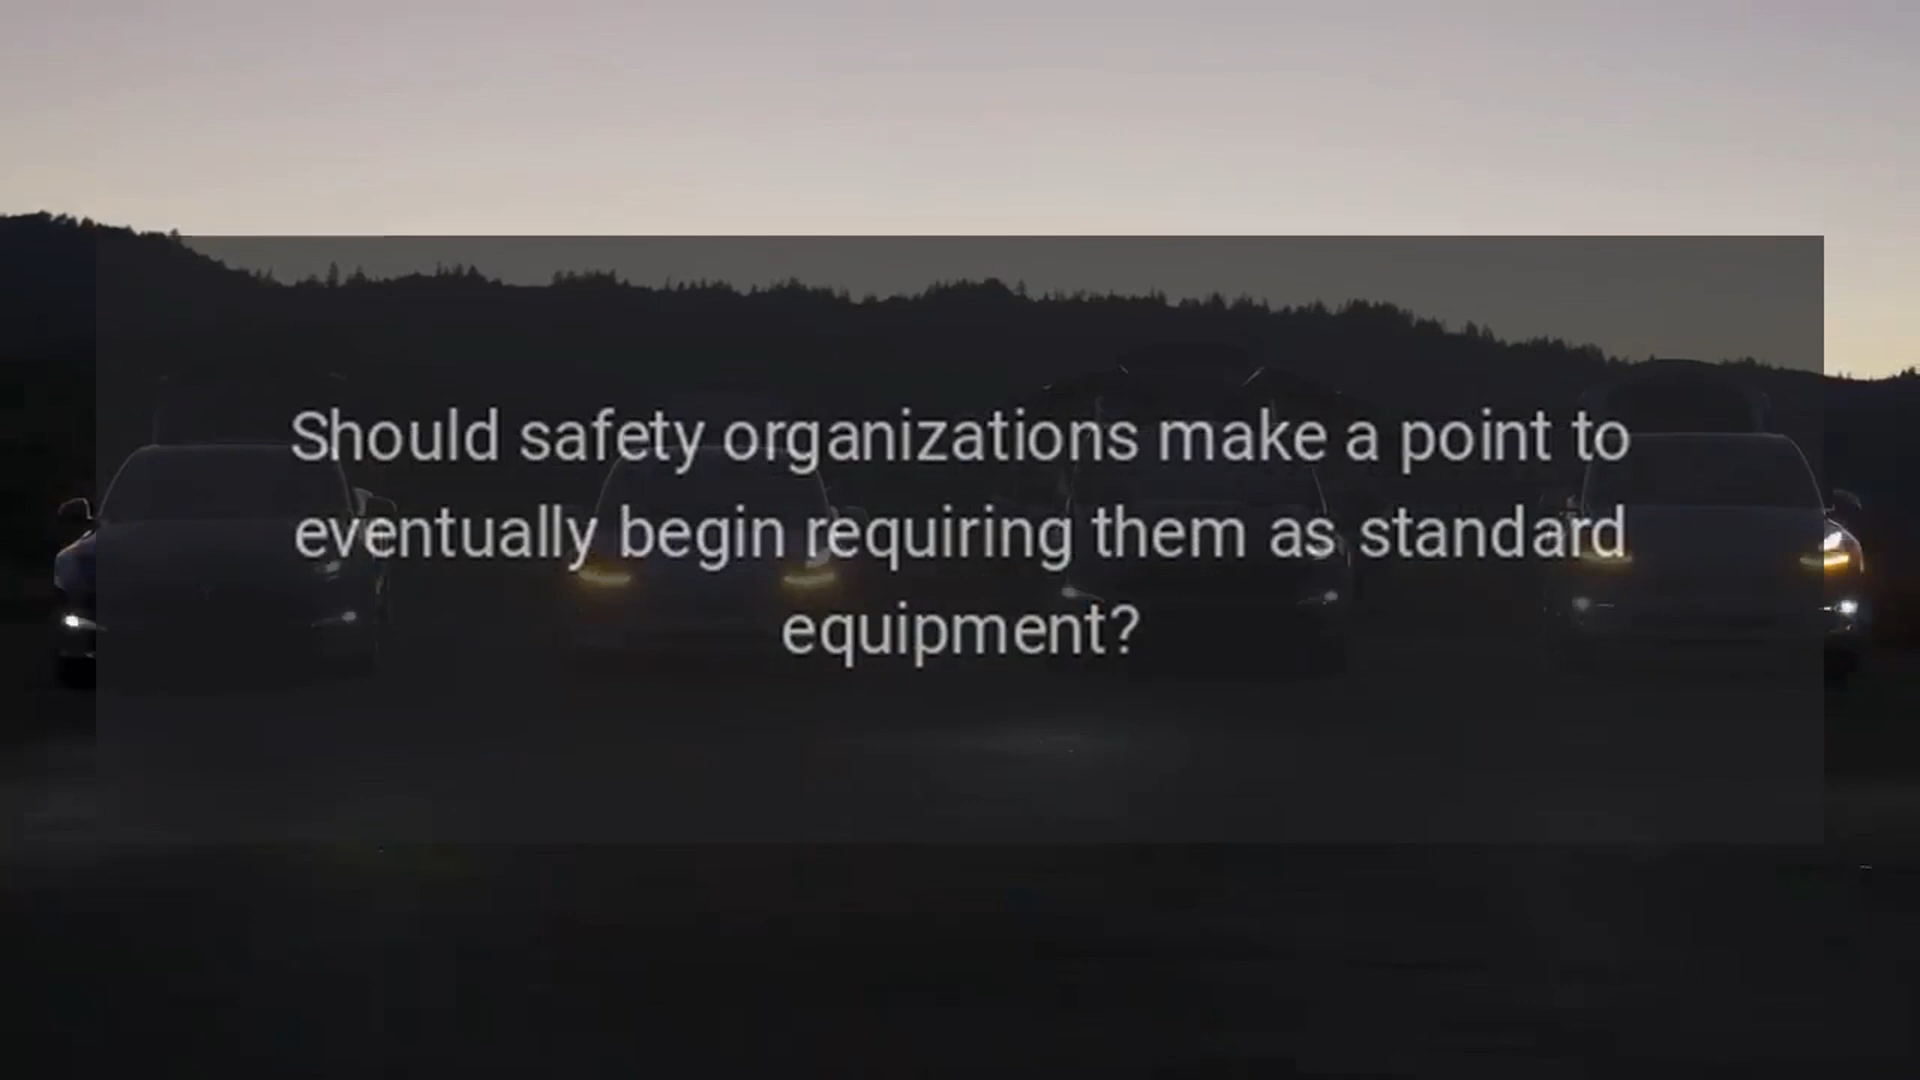 Should safety organizations make a point to
eventually begin requiring them as standard
equipment?